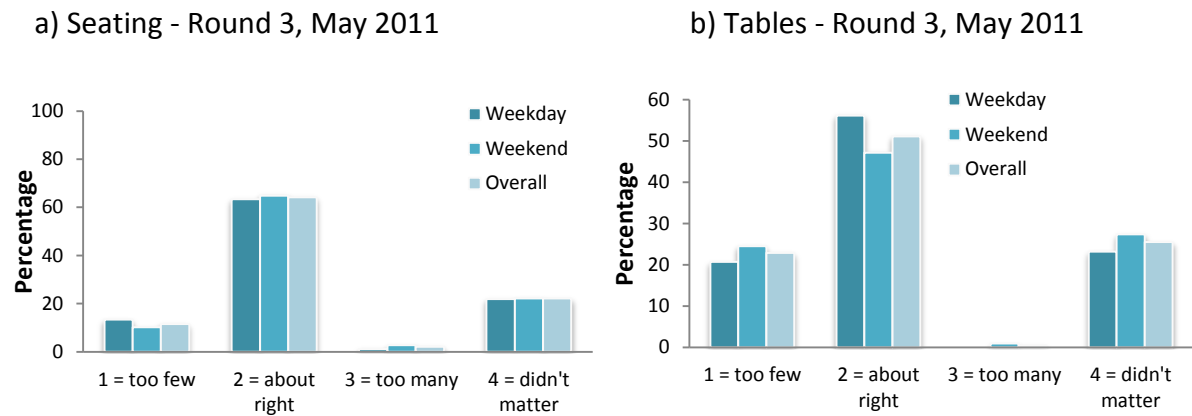 a) Seating - Round 3, May 2011
100
80
60
40
20
0
Percentage
Weekday
Weekend
Overall
1 = too few
2 = about
right
3 = too many
4 = didn't
matter
b) Tables - Round 3, May 2011
60
50
40
30
20
10
0
Percentage
Weekday
Weekend
Overall
1 = too few
2 = about
right
3 = too many
4 = didn't
matter